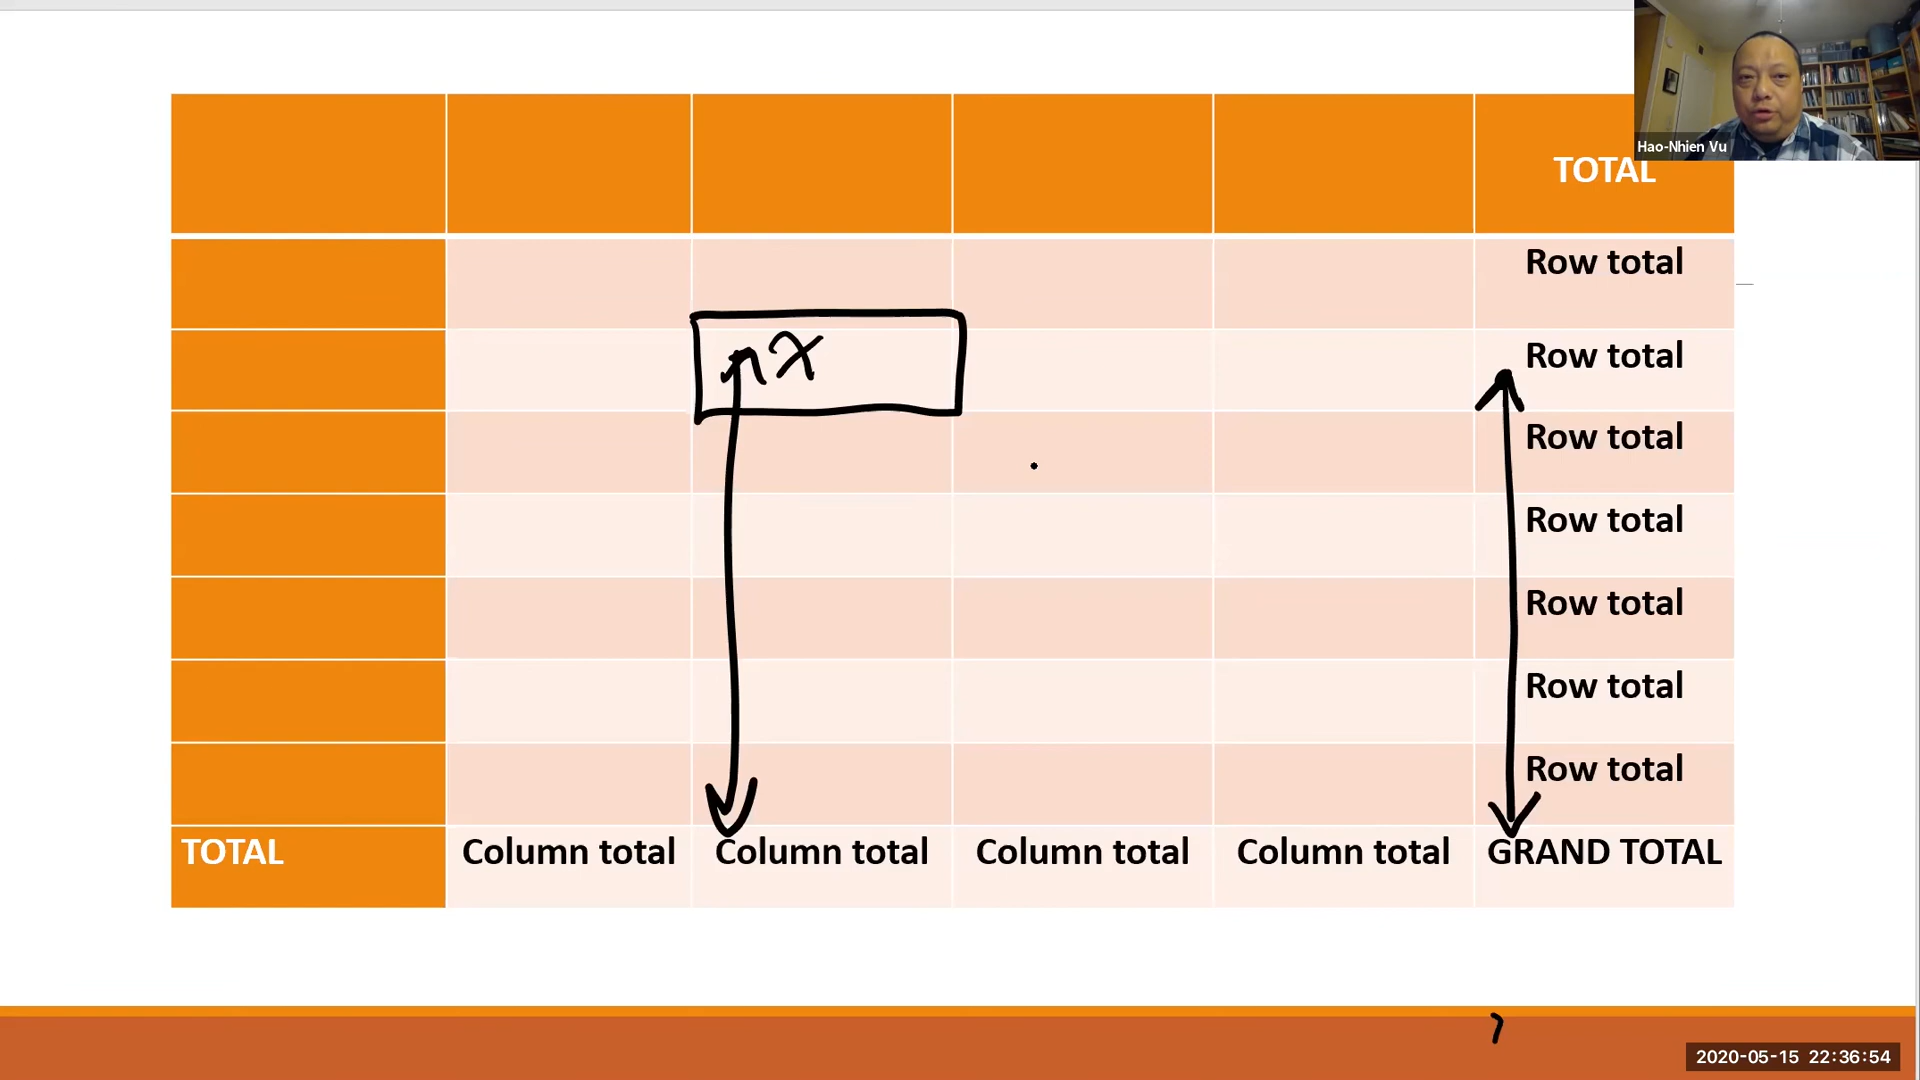 Hao-Nhien Vu
TOTAL
Row total
X
Row total
Row total
Row total
Row total
Row total
Row total
TOTAL Column total Column total Column total Column total GRAND TOTAL
2020-05-15 22:36:54